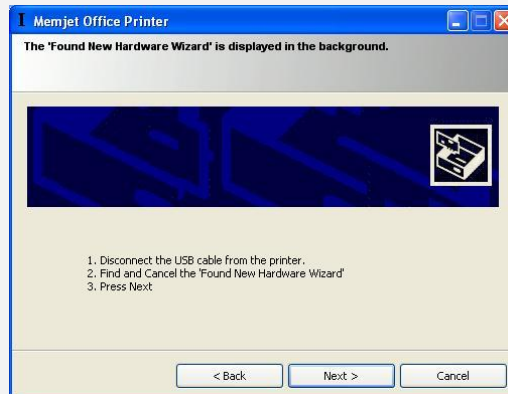 Memjet Office Printer
The 'Found New Hardware Wizard' is displayed in the background.
1. Disconnect the USB cable from the printer.
2. Find and Cancel the 'Found New Hardware Wizard'
3. Press Next
< Back
Next >
Cancel